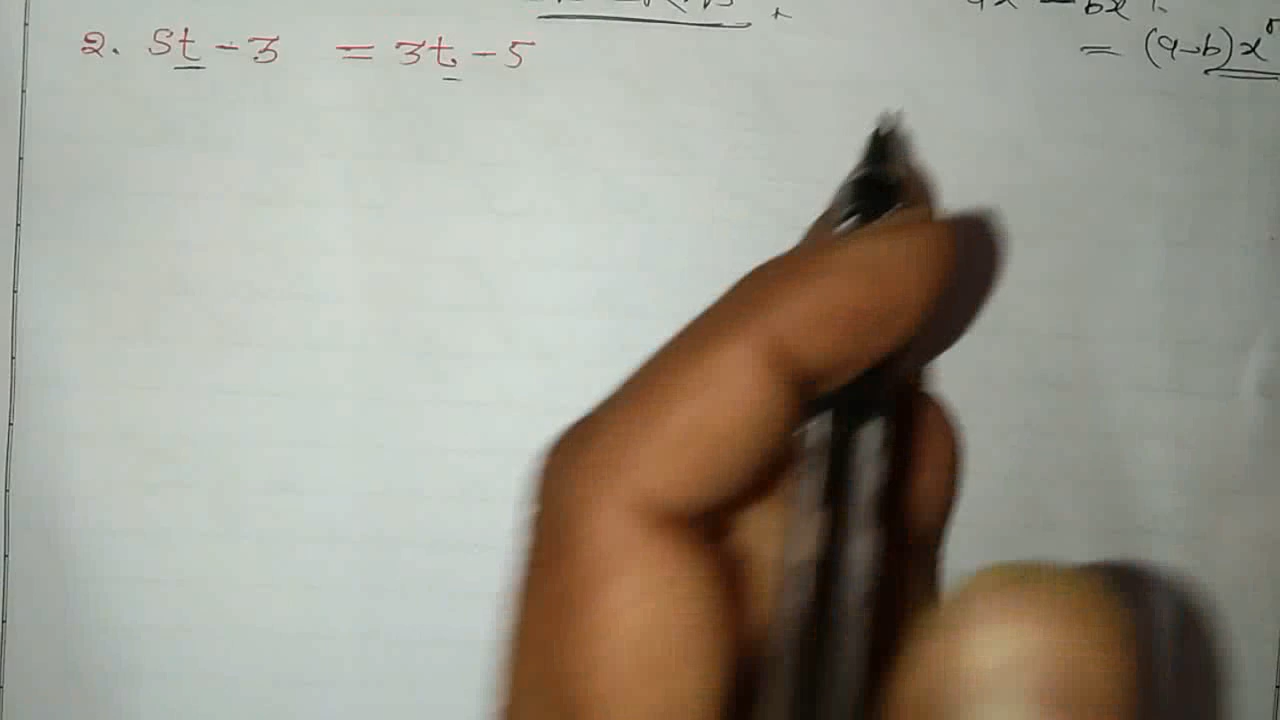 2. 5t - 3 = 3t - 5
= (a-b)x